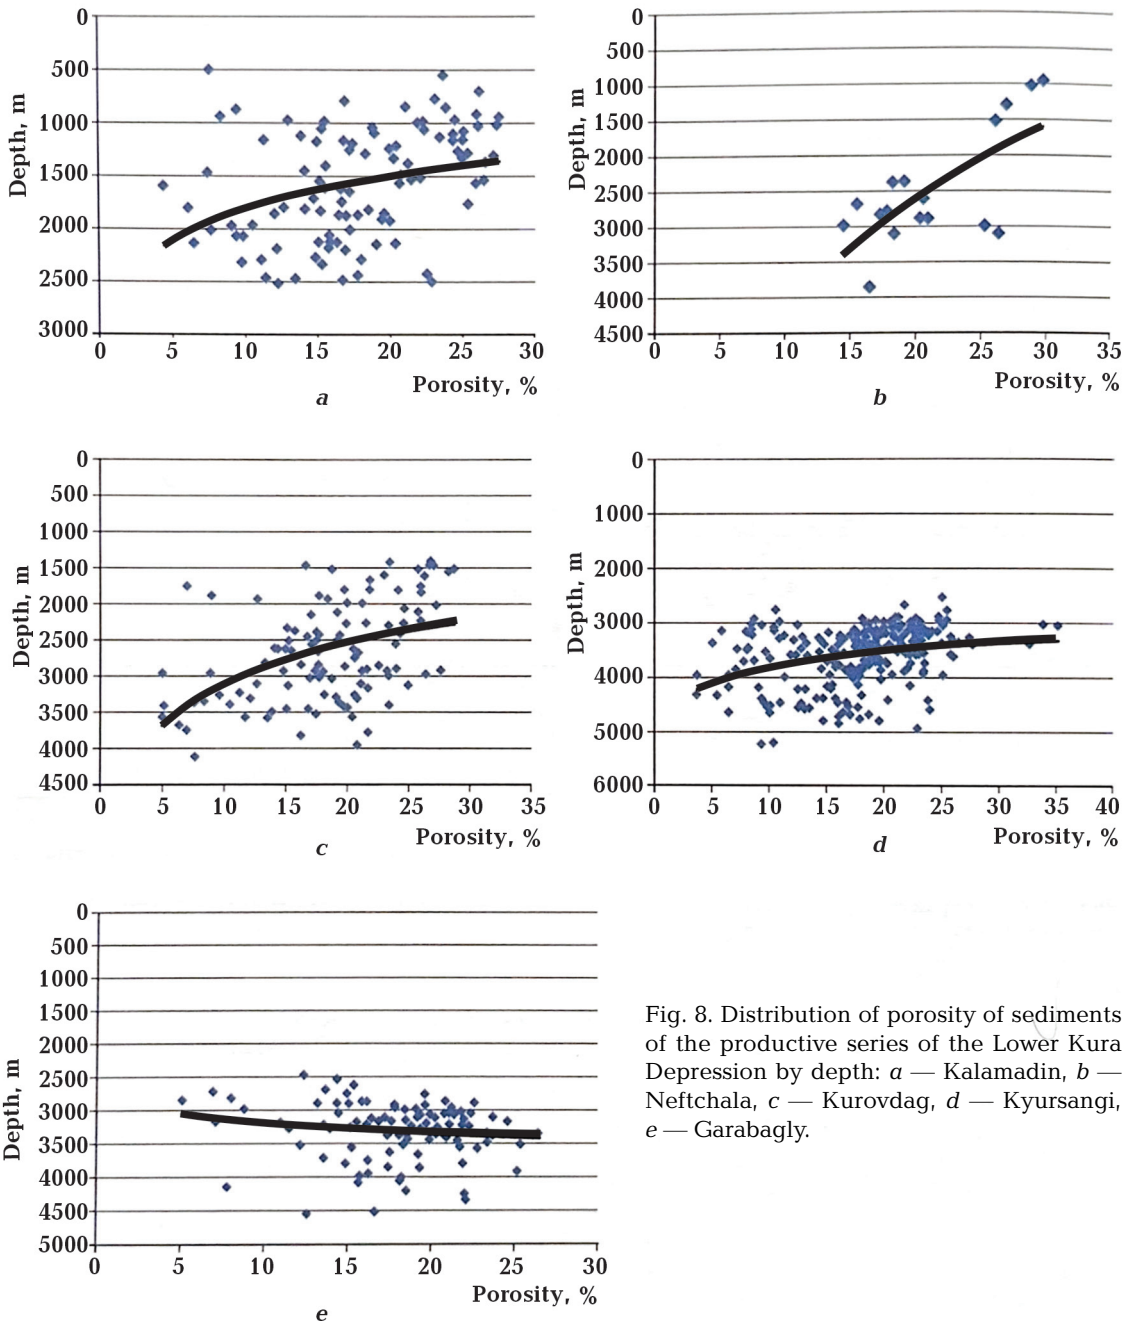 0
500
1000
1500
2000
2500
3000
Depth, m
0 5 10 15 20 25 30
Porosity, %
a
0
500
1000
1500
2000
2500
3000
3500
4000
4500
Depth, m
0 5 10 15 20 25 30 35
Porosity, %
b
0
500
1000
1500
2000
2500
3000
3500
4000
4500
Depth, m
0 5 10 15 20 25 30 35
Porosity, %
c
0
1000
2000
3000
4000
5000
6000
Depth, m
0 5 10 15 20 25 30 35 40
Porosity, %
d
0
500
1000
1500
2000
2500
3000
3500
4000
4500
5000
Depth, m
0 5 10 15 20 25 30
Porosity, %
e
Fig. 8. Distribution of porosity of sediments
of the productive series of the Lower Kura
Depression by depth: a — Kalamadin, b —
Neftchala, c — Kurovdag, d — Kyursangi,
e — Garabagly.